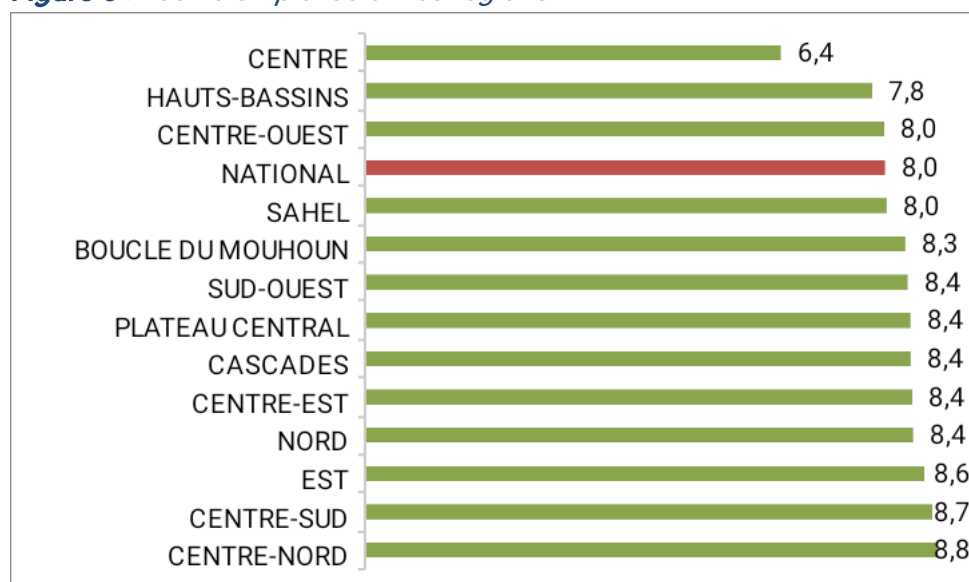 CENTRE 6,4
HAUTS-BASSINS 7,8
CENTRE-OUEST 8,0
NATIONAL 8,0
SAHEL 8,0
BOUCLE DU MOUHOUN 8,3
SUD-OUEST 8,4
PLATEAU CENTRAL 8,4
CASCADES 8,4
CENTRE-EST 8,4
NORD 8,4
EST 8,6
CENTRE-SUD 8,7
CENTRE-NORD 8,8